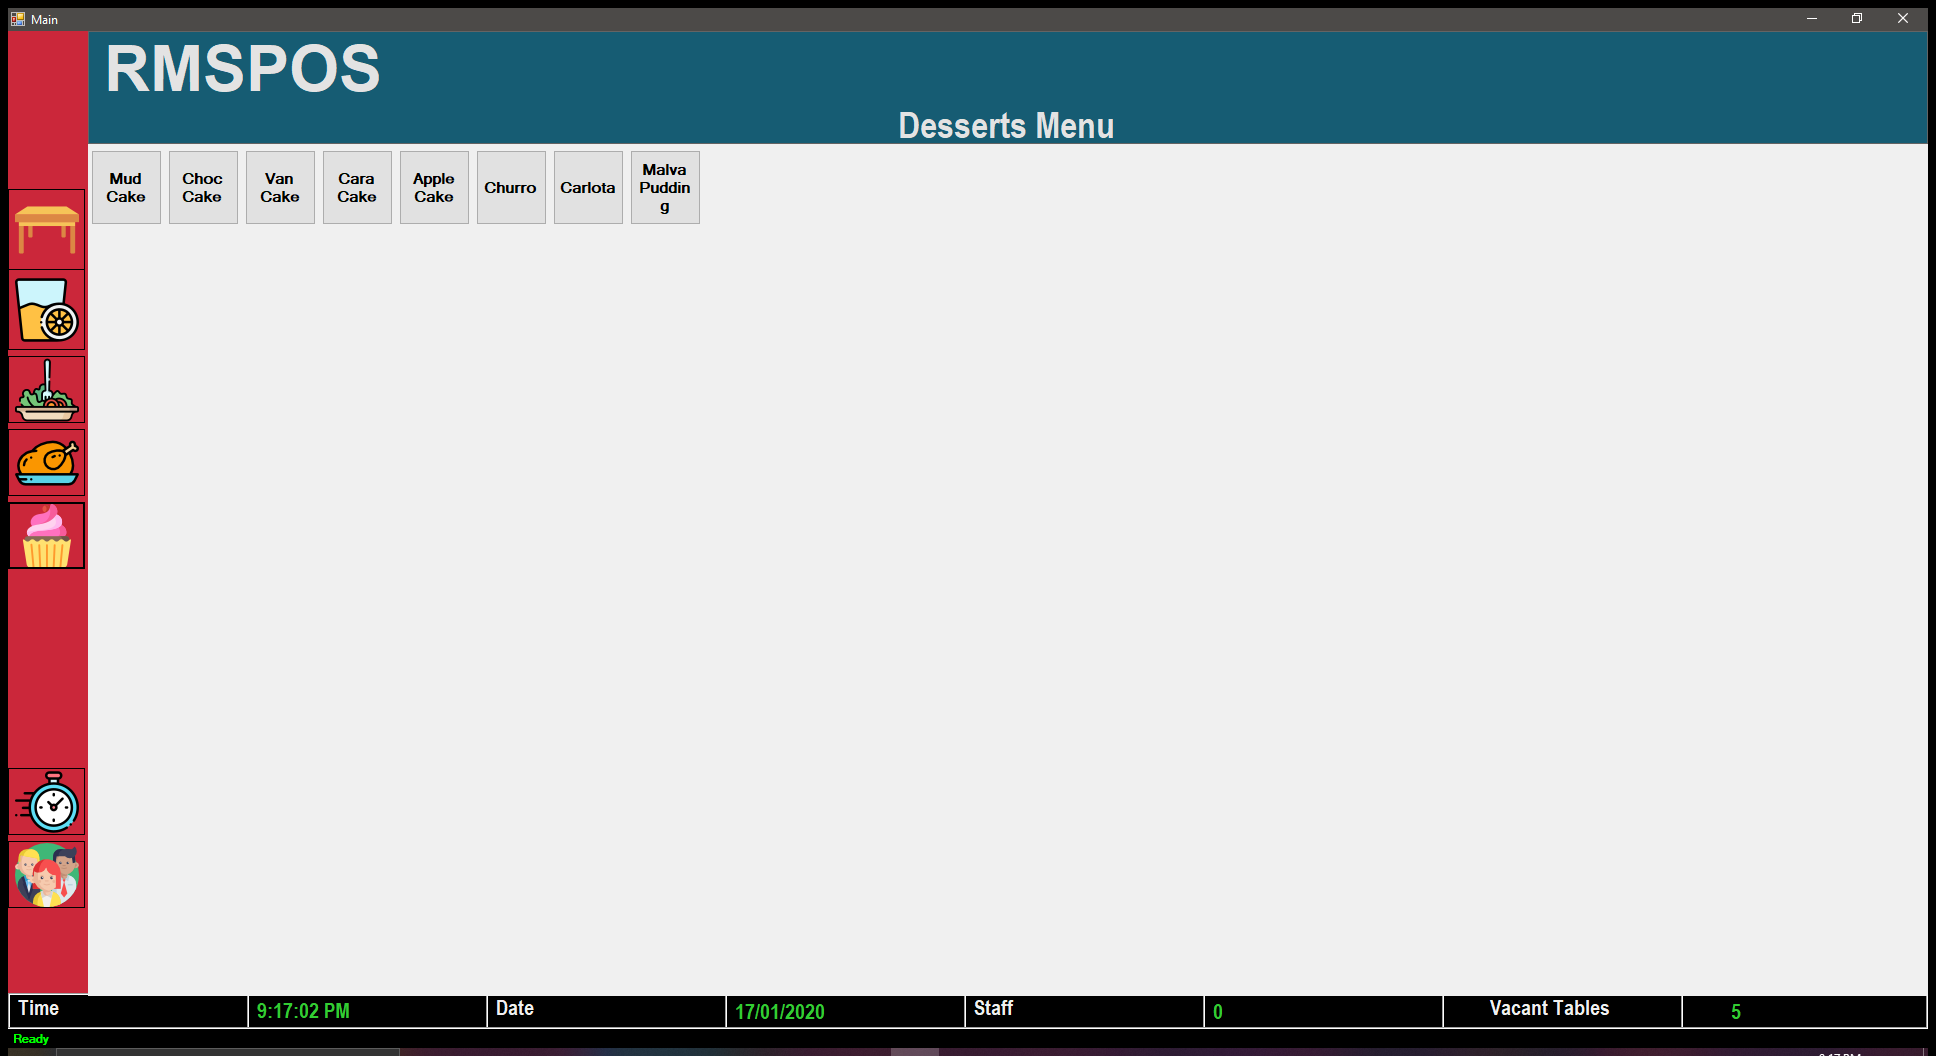 Main
RMSPOS
Desserts Menu
Mud
Cake
Choc
Cake
Van
Cake
Cara
Cake
Apple
Cake
Churro
Carlota
Malva
Puddin
g
Time
9:17:02 PM
Date
17/01/2020
Staff
0
Vacant Tables
5
Ready